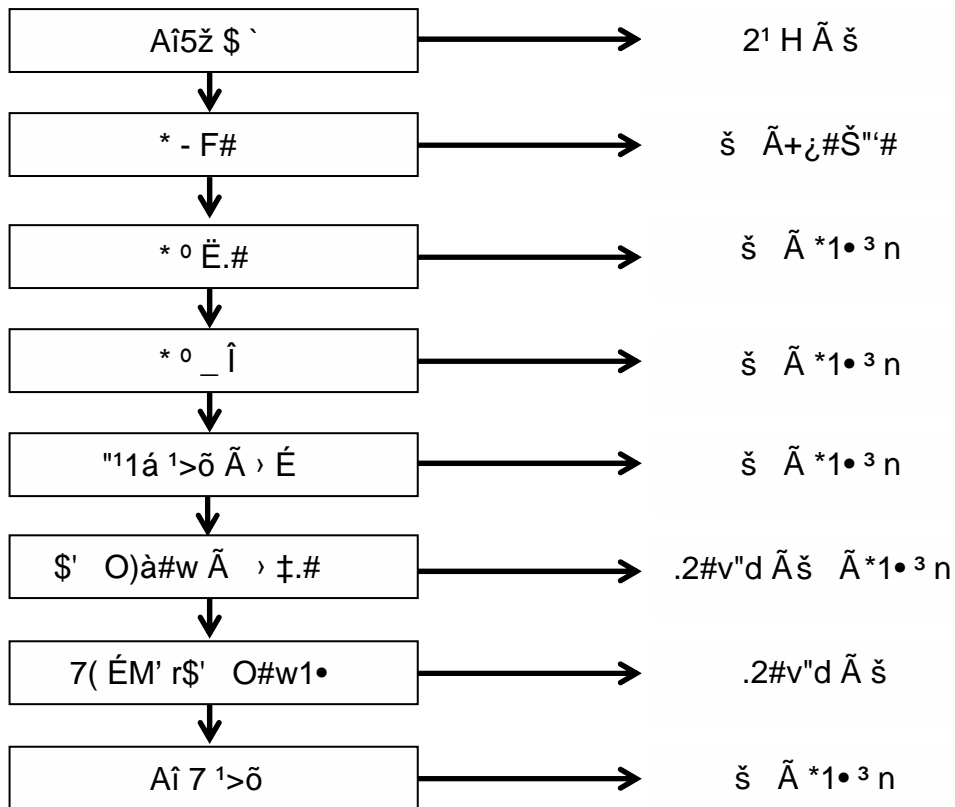 Aî5ž $ `
2¹ H Ã š
* - F#
š Ã+¿#Š"‘#
* º Ë.#
š Ã *1• ³ n
* º _ Î
š Ã *1• ³ n
"¹1á ¹>õ Ã › É
š Ã *1• ³ n
$' O)à#w Ã › ‡.#
.2#v"d Ãš Ã*1• ³ n
7( ÉM’ r$' O#w1•
.2#v"d Ã š
Aî 7 ¹>õ
š Ã *1• ³ n